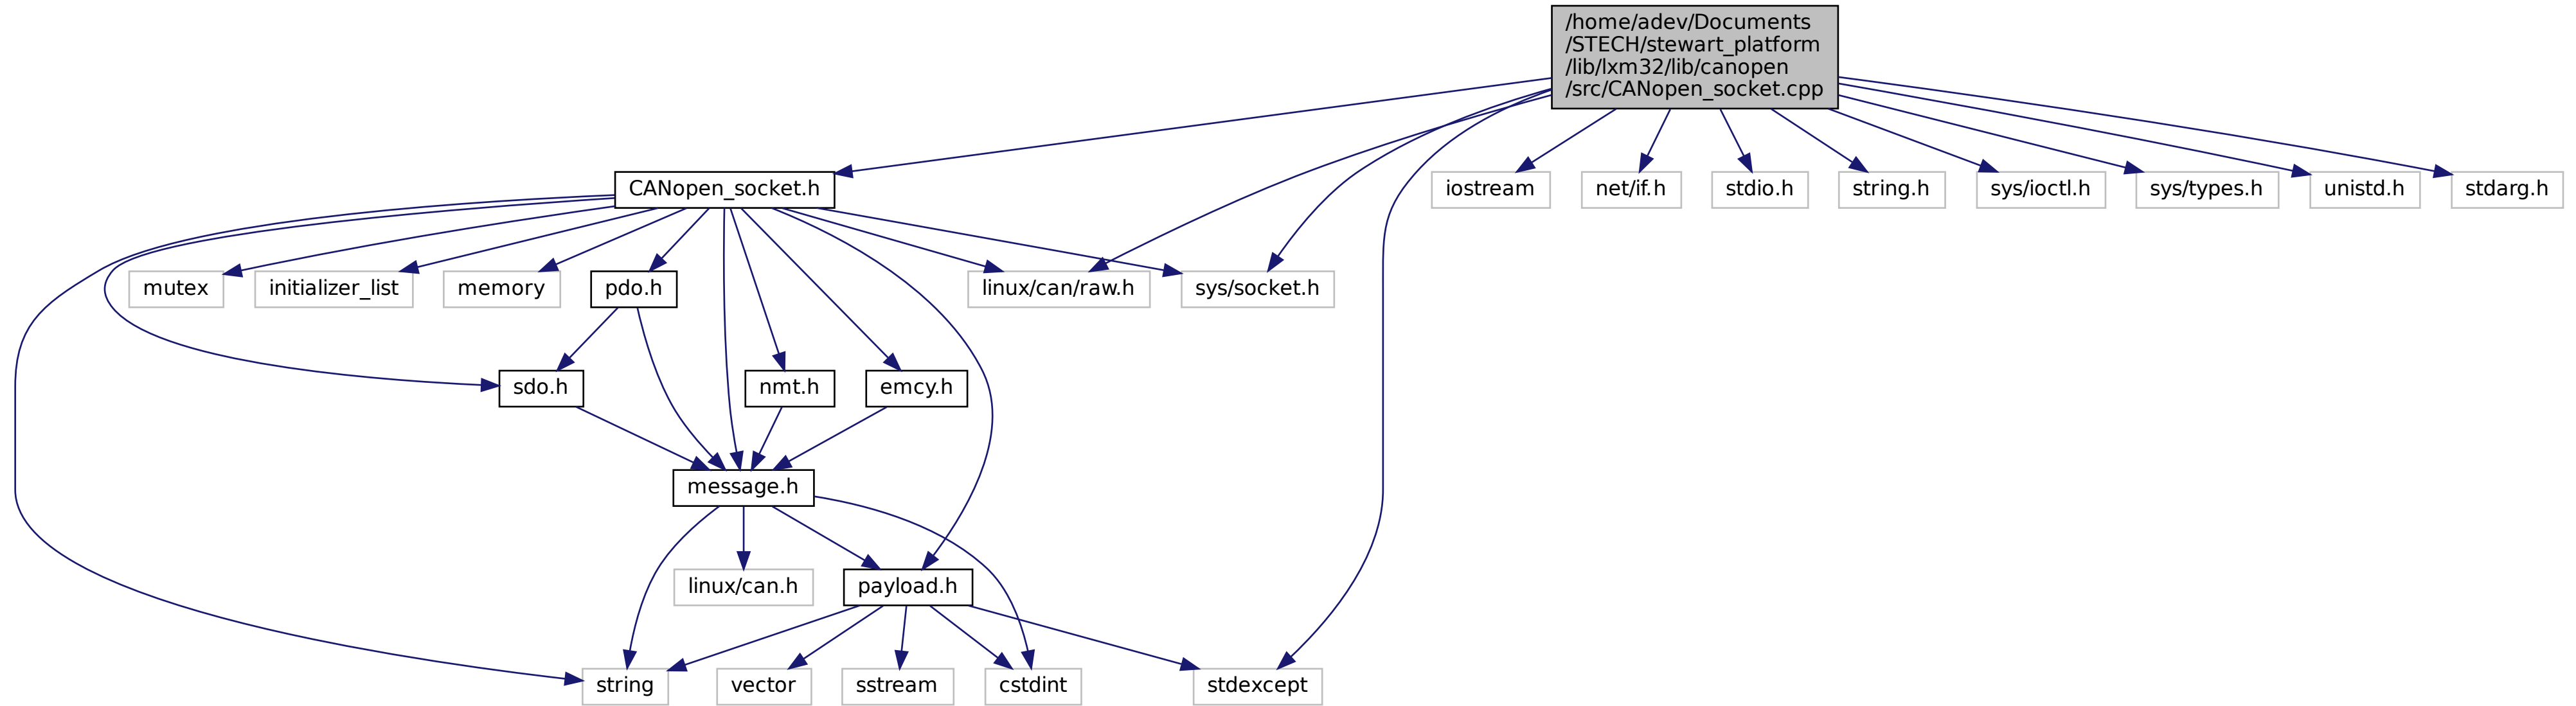 /home/adev/Documents
/STECH/stewart_platform
/lib/lxm32/lib/canopen
/src/CANopen_socket.cpp
CANopen_socket.h
iostream
net/if.h
stdio.h
string.h
sys/ioctl.h
sys/types.h
unistd.h
stdarg.h
mutex
initializer_list
memory
pdo.h
linux/can/raw.h
sys/socket.h
sdo.h
nmt.h
emcy.h
message.h
linux/can.h
payload.h
string
vector
sstream
cstdint
stdexcept